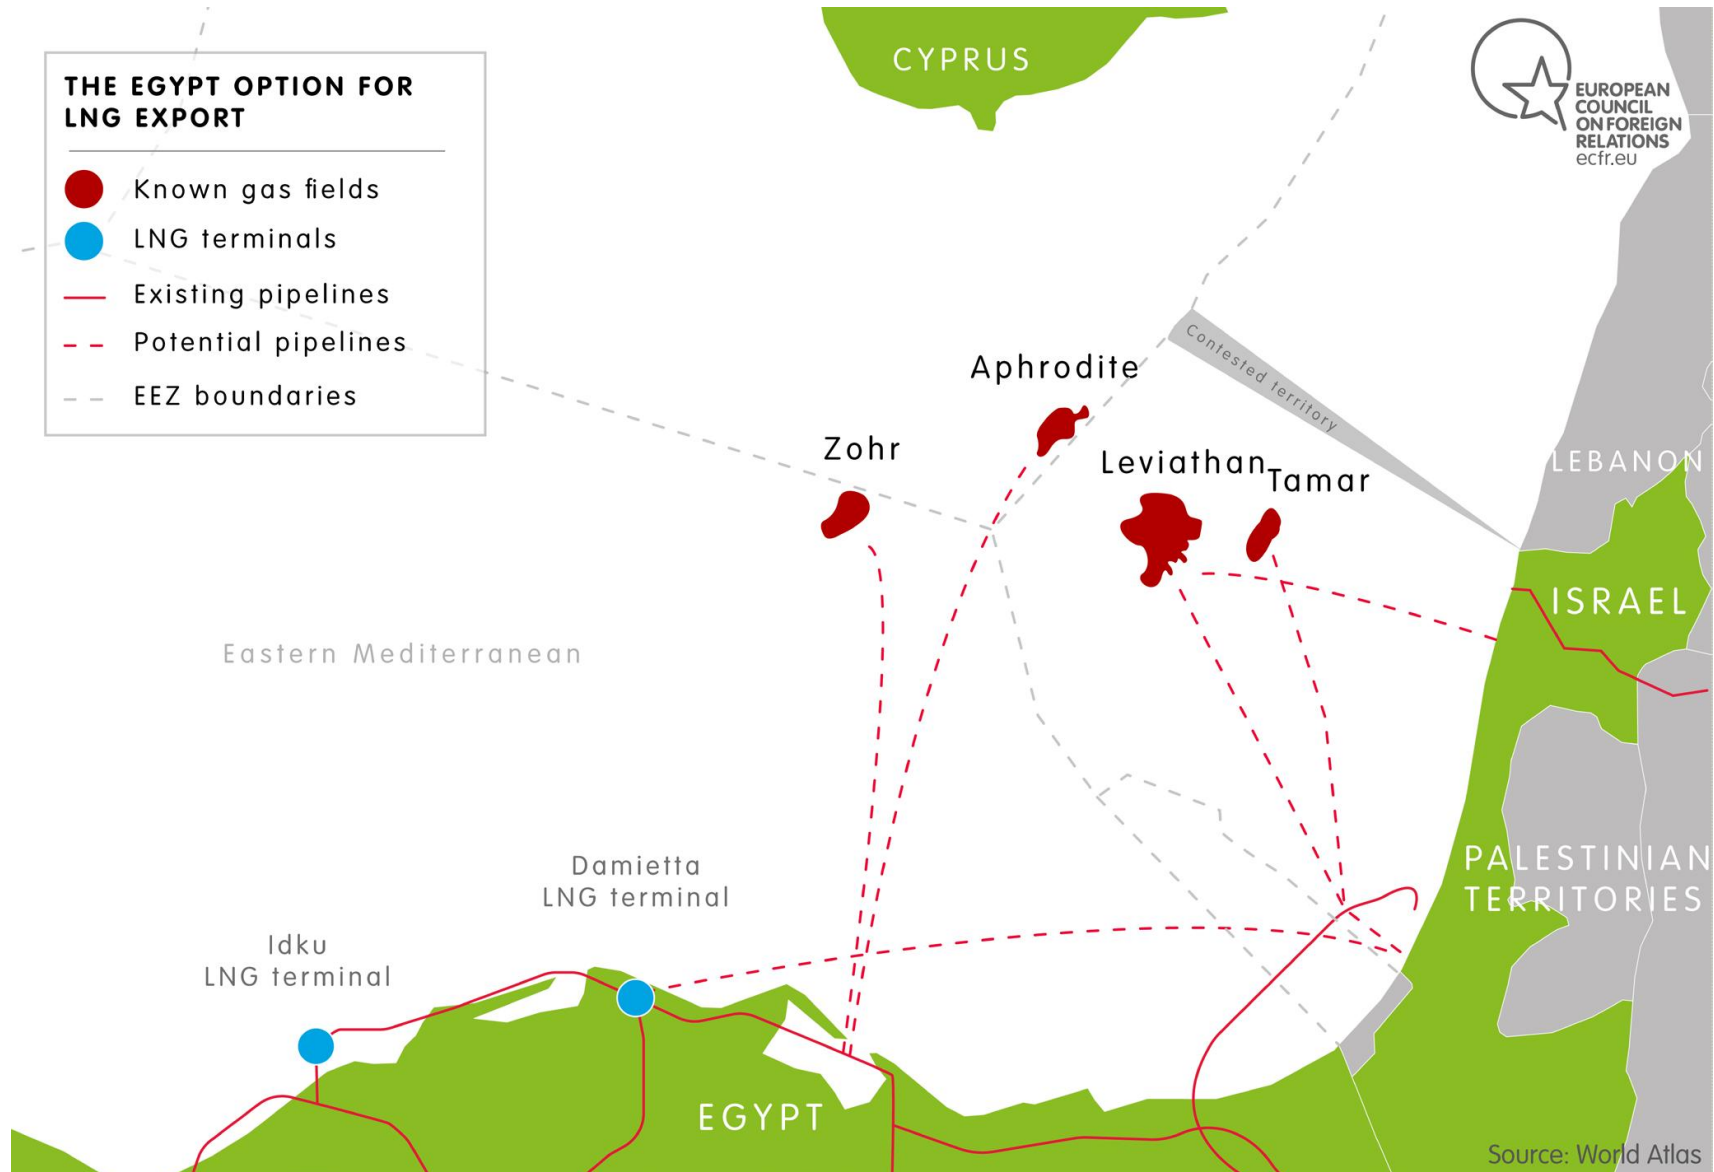 THE EGYPT OPTION FOR
LNG EXPORT
Known gas fields
LNG terminals
Existing pipelines
Potential pipelines
EEZ boundaries
CYPRUS
EUROPEAN
COUNCIL
ON FOREIGN
RELATIONS
ecfr.eu
Contested territory
Aphrodite
Zohr
Leviathan
Tamar
LEBANON
ISRAEL
Eastern Mediterranean
Damietta
LNG terminal
PALESTINIAN
TERRITORIES
Idku
LNG terminal
EGYPT
Source: World Atlas